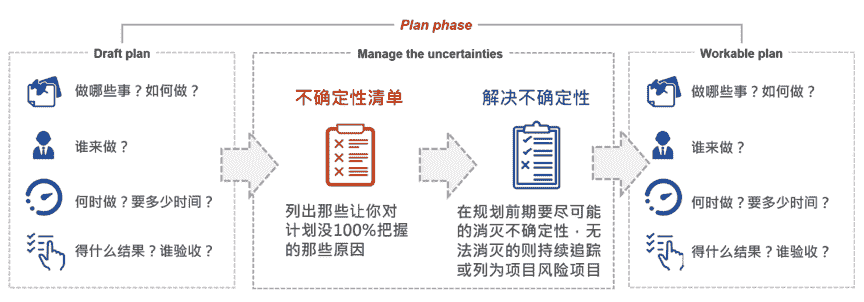 Plan phase
Draft plan
做哪些事？如何做？
谁来做？
何时做？要多少时间？
得什么结果？谁验收？
Manage the uncertainties
不确定性清单
列出那些让你对
计划没100%把握
的那些原因
解决不确定性
在规划前期要尽可能
的消灭不确定性，无
法消灭的则持续追踪
或列为项目风险项目
Workable plan
做哪些事？如何做？
谁来做？
何时做？要多少时间？
得什么结果？谁验收？